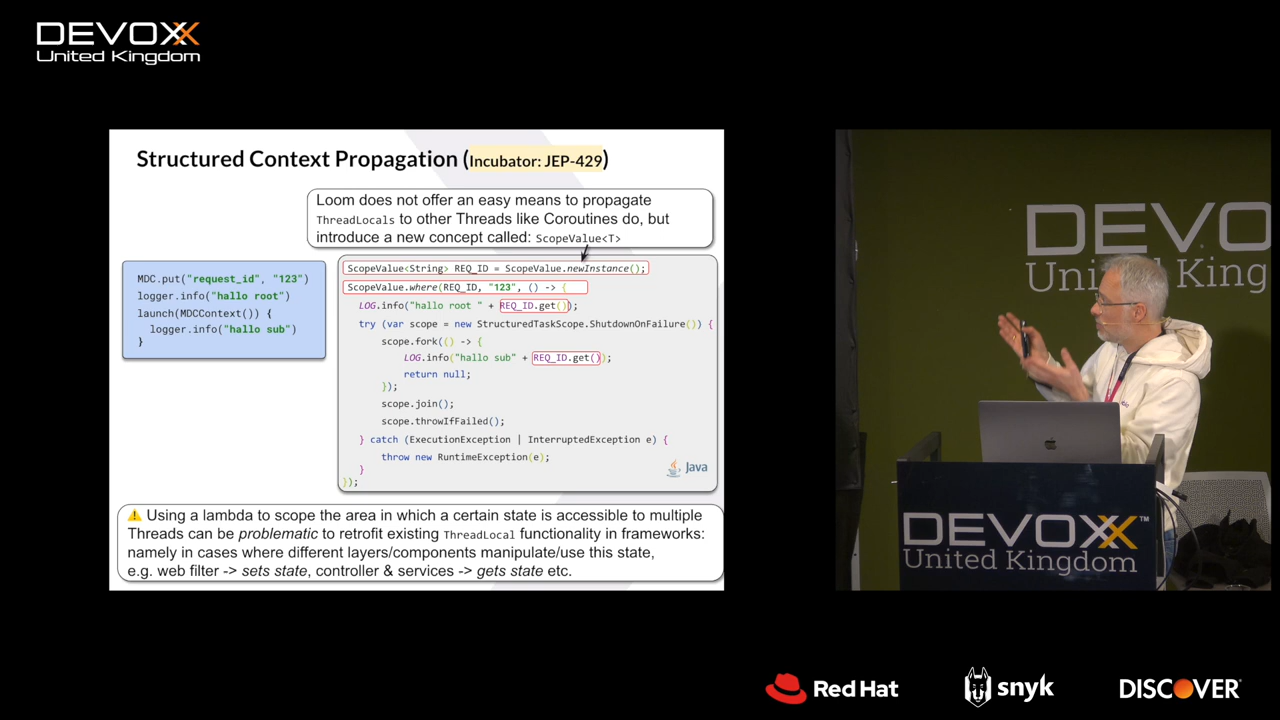 DEVOXX
United Kingdom
Structured Context Propagation (Incubator: JEP-429)
Loom does not offer an easy means to propagate
ThreadLocals to other Threads like Coroutines do, but
introduce a new concept called: ScopeValue<T>
MDC.put("request_id", "123")
logger.info("hallo root")
launch(MDCContext()) {
logger.info("hallo sub")
}
ScopeValue<String> REQ_ID = ScopeValue.newInstance();
ScopeValue.where(REQ_ID, "123", () -> {
LOG.info("hallo root " + REQ_ID.get());
try (var scope = new StructuredTaskScope.ShutdownOnFailure()) {
scope.fork(() -> {
LOG.info("hallo sub" + REQ_ID.get());
return null;
});
scope.join();
scope.throwIfFailed();
} catch (ExecutionException | InterruptedException e) {
throw new RuntimeException(e);
}
});
Java
⚠ Using a lambda to scope the area in which a certain state is accessible to multiple
Threads can be problematic to retrofit existing ThreadLocal functionality in frameworks:
namely in cases where different layers/components manipulate/use this state,
e.g. web filter -> sets state, controller & services -> gets state etc.
DEVO
United King
DEVOXX™
United Kingdom
Red Hat
snyk
DISCOVER